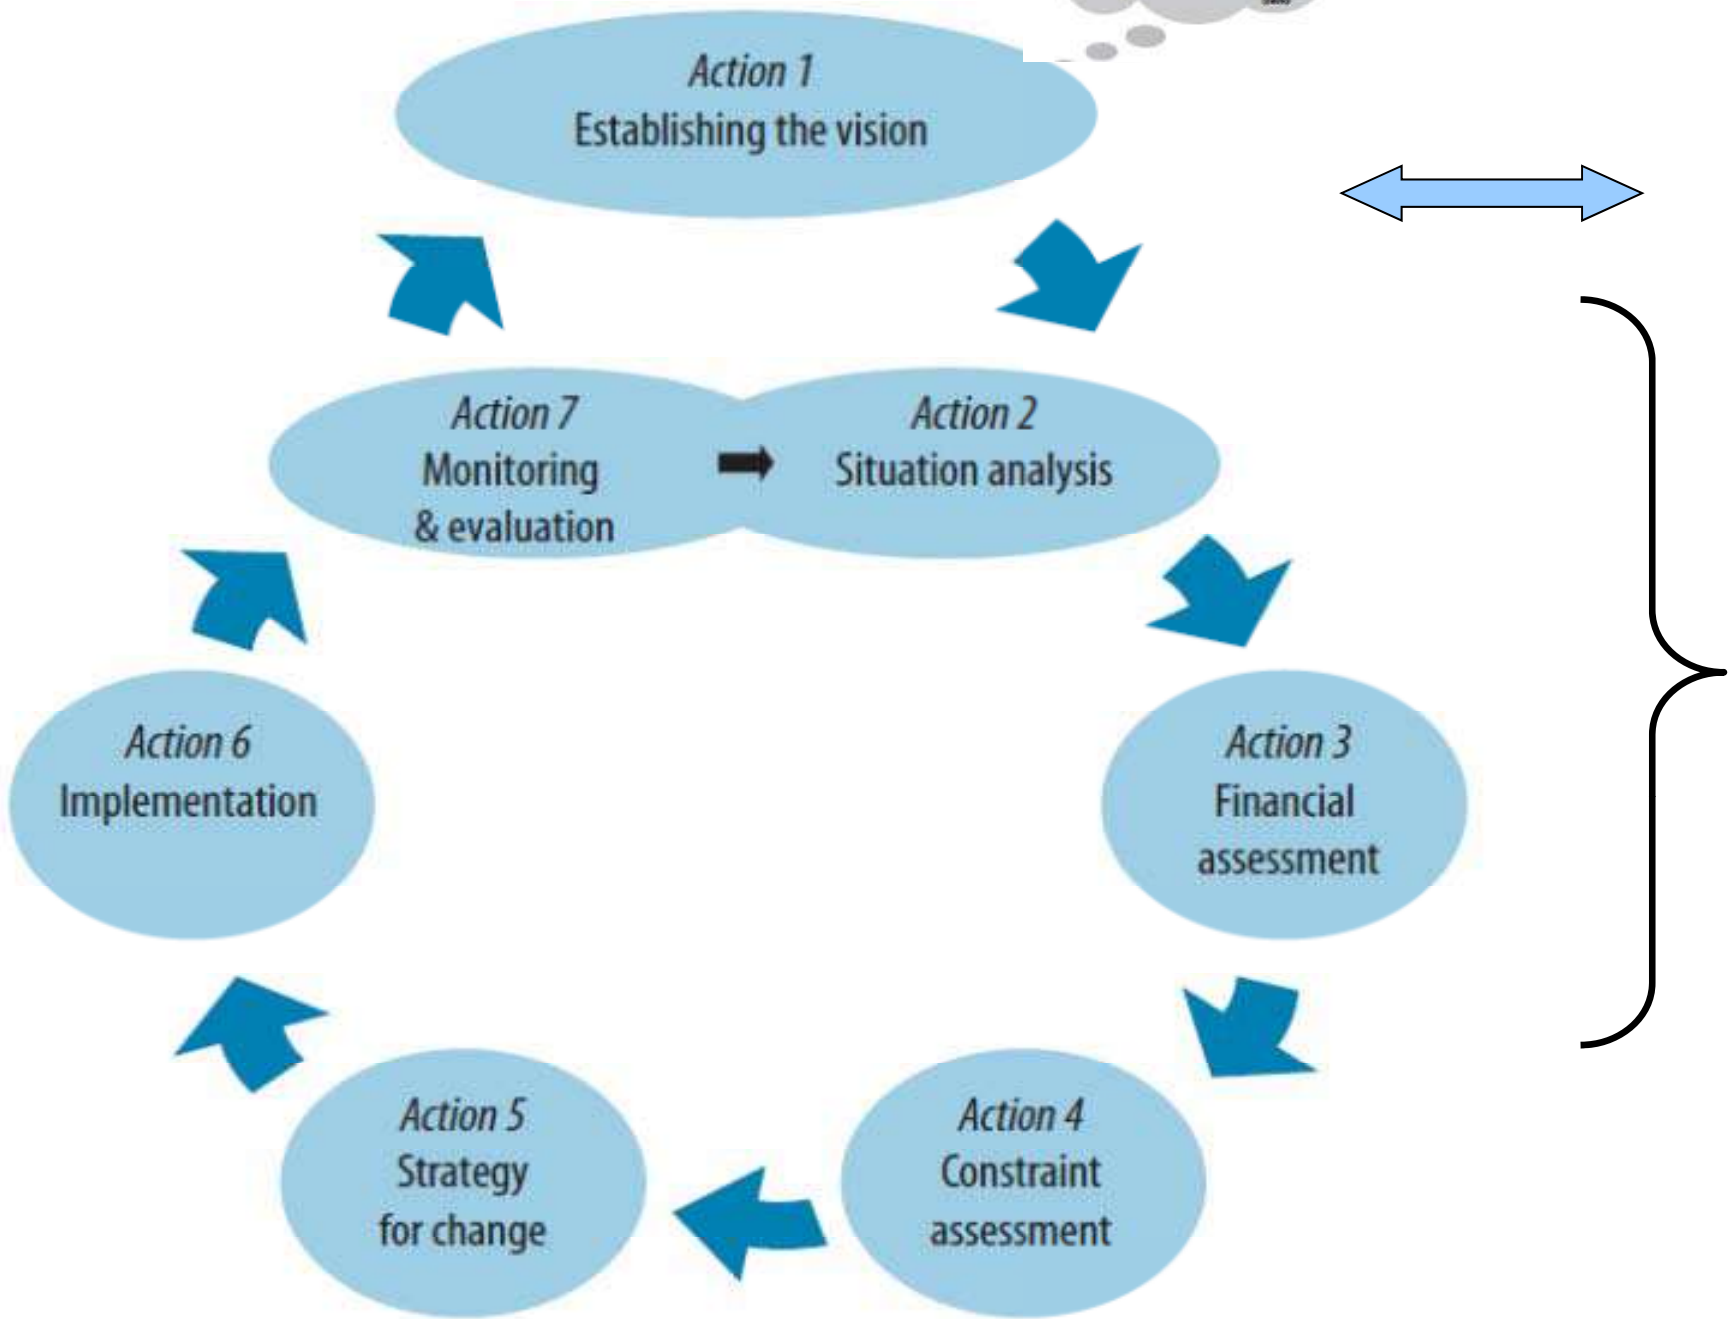 Action 1
Establishing the vision
Action 7
Monitoring
& evaluation
Action 2
Situation analysis
Action 6
Implementation
Action 3
Financial
assessment
Action 5
Strategy
for change
Action 4
Constraint
assessment